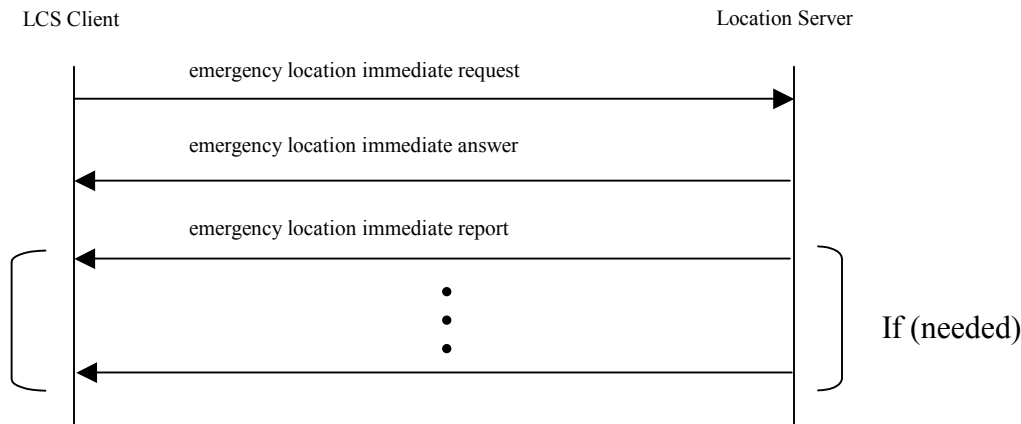 LCS Client
Location Server
emergency location immediate request
emergency location immediate answer
emergency location immediate report
If (needed)